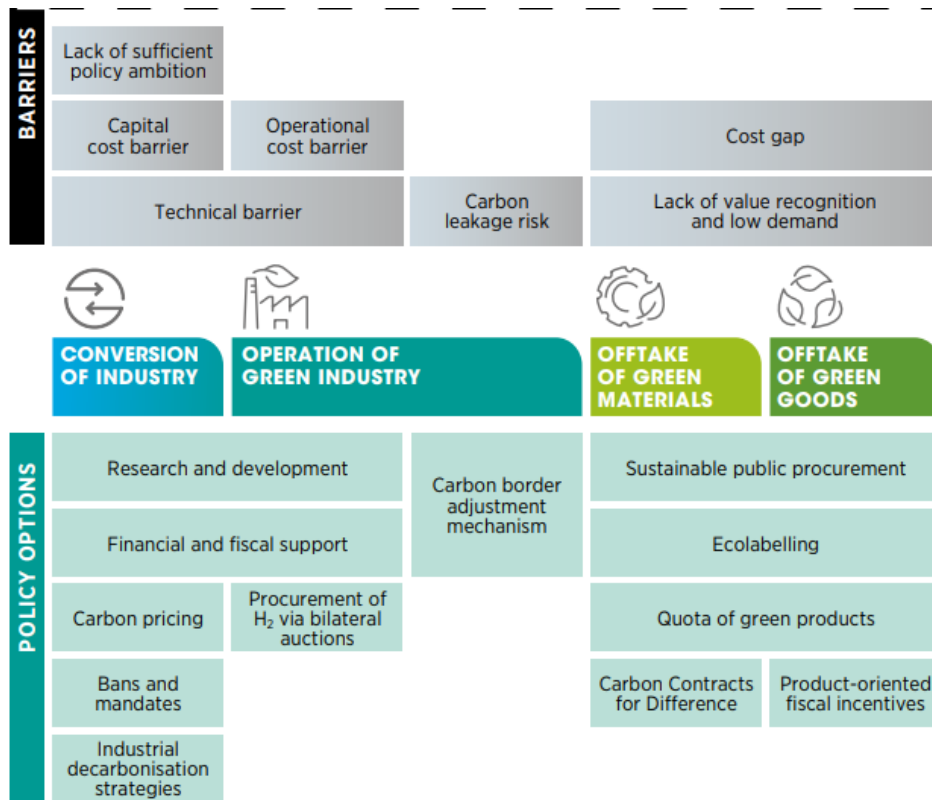 BARRIERS
Lack of sufficient
policy ambition
Capital
cost barrier
Operational
cost barrier
Cost gap
Technical barrier
Carbon
leakage risk
Lack of value recognition
and low demand
CONVERSION
OF INDUSTRY
OPERATION OF
GREEN INDUSTRY
OFFTAKE
OF GREEN
MATERIALS
OFFTAKE
OF GREEN
GOODS
POLICY OPTIONS
Research and development
Carbon border
adjustment
mechanism
Sustainable public procurement
Financial and fiscal support
Ecolabelling
Carbon pricing
Procurement of
H₂ via bilateral
auctions
Quota of green products
Bans and
mandates
Carbon Contracts
for Difference
Product-oriented
fiscal incentives
Industrial
decarbonisation
strategies